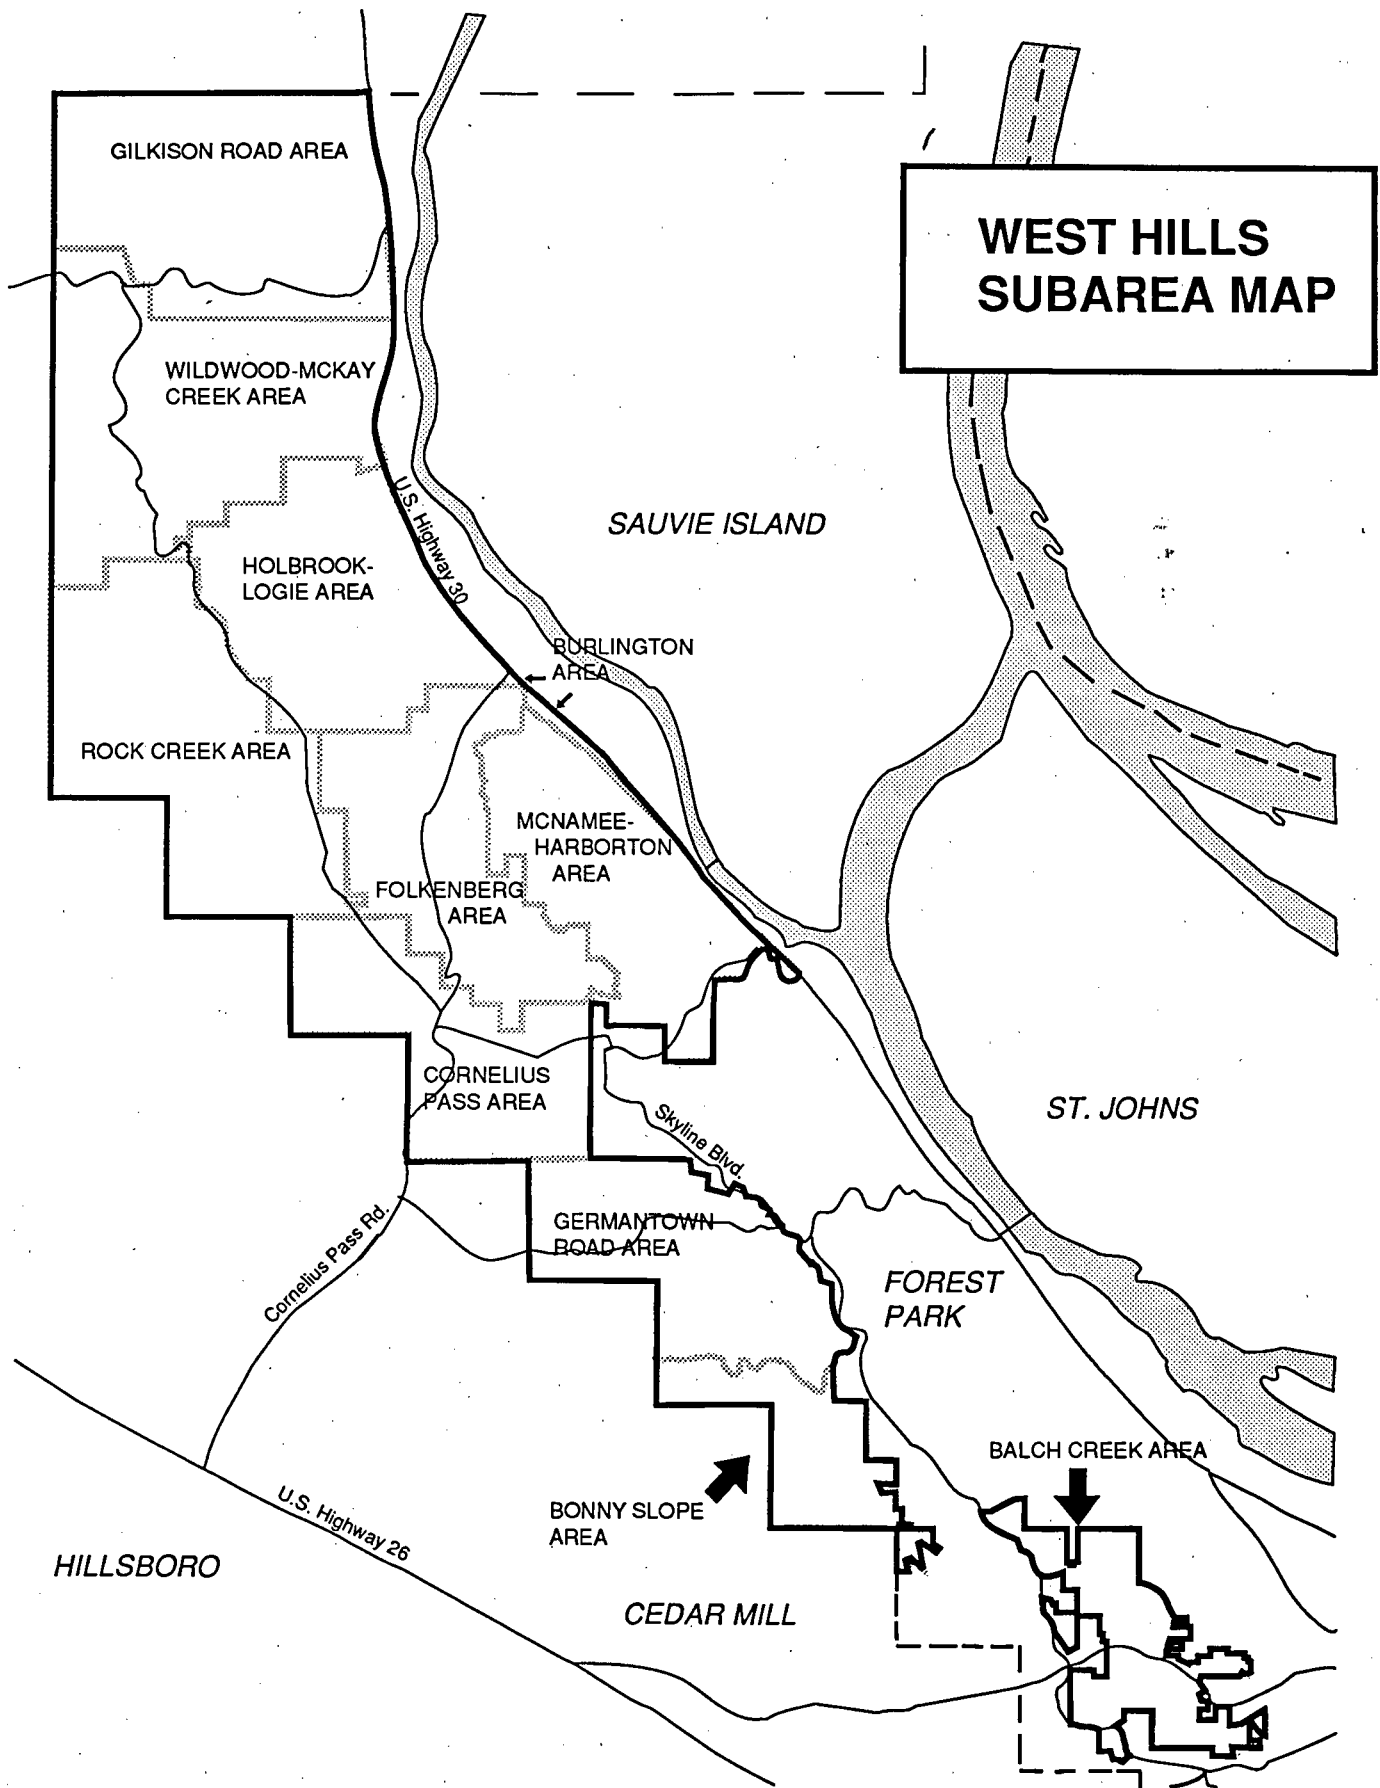 GILKISON ROAD AREA
WEST HILLS
SUBAREA MAP
WILDWOOD-MCKAY
CREEK AREA
U.S. Highway 30
SAUVIE ISLAND
HOLBROOK-
LOGIE AREA
BURLINGTON
AREA
ROCK CREEK AREA
MCNAMEE-
HARBORTON
AREA
FOLKENBERG
AREA
CORNELIUS
PASS AREA
ST. JOHNS
Skyline Blvd.
Cornelius Pass Rd.
GERMANTOWN
ROAD AREA
FOREST
PARK
BALCH CREEK AREA
BONNY SLOPE
AREA
U.S. Highway 26
HILLSBORO
CEDAR MILL